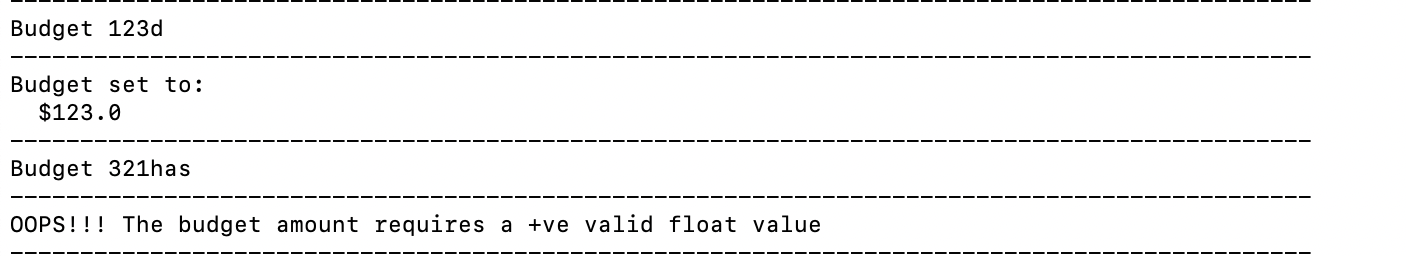 Budget 123d
Budget set to:
$123.0
Budget 321has
OOPS!!! The budget amount requires a +ve valid float value